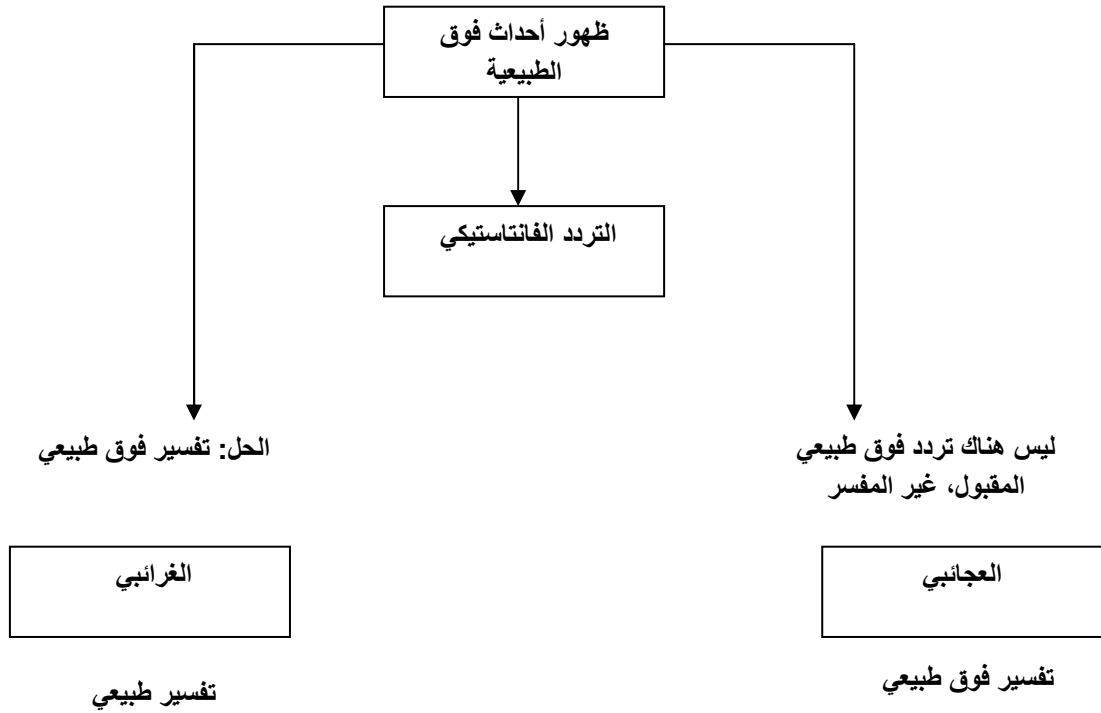 ظهور أحداث فوق
الطبيعية
التردد الفانتاستيكي
ليس هناك تردد فوق طبيعي
المقبول، غير المفسر
الحل: تفسير فوق طبيعي
العجائبي
الغرائبي
تفسير فوق طبيعي
تفسير طبيعي